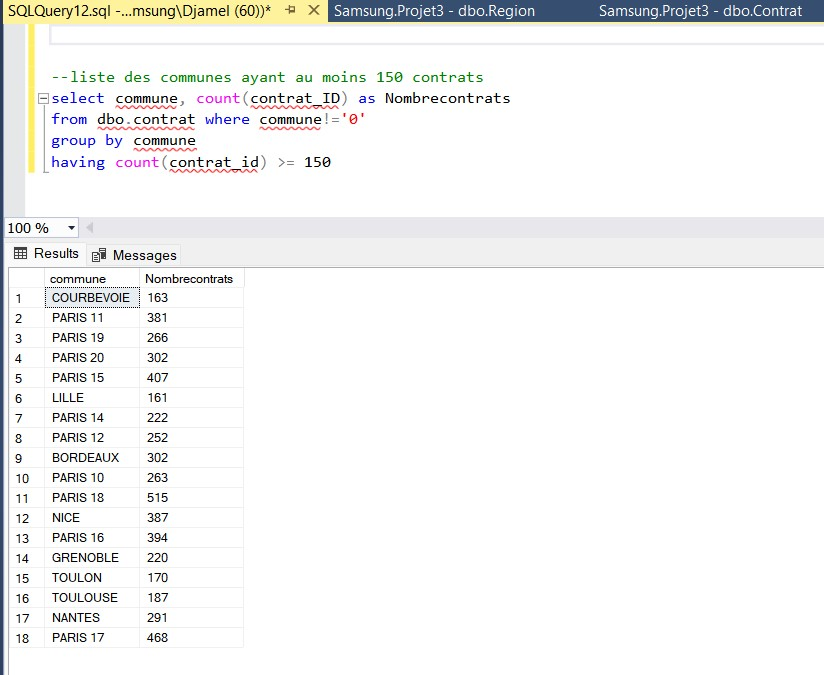 SQLQuery12.sql -...msung\Djamel (60))* Samsung.Projet3 - dbo.Region Samsung.Projet3 - dbo.Contrat
--liste des communes ayant au moins 150 contrats
select commune, count(contrat_ID) as Nombrecontrats
from dbo.contrat where commune!='0'
group by commune
having count(contrat_id) >= 150
100 %
Results Messages
commune Nombrecontrats
1 COURBEVOIE 163
2 PARIS 11 381
3 PARIS 19 266
4 PARIS 20 302
5 PARIS 15 407
6 LILLE 161
7 PARIS 14 222
8 PARIS 12 252
9 BORDEAUX 302
10 PARIS 10 263
11 PARIS 18 515
12 NICE 387
13 PARIS 16 394
14 GRENOBLE 220
15 TOULON 170
16 TOULOUSE 187
17 NANTES 291
18 PARIS 17 468